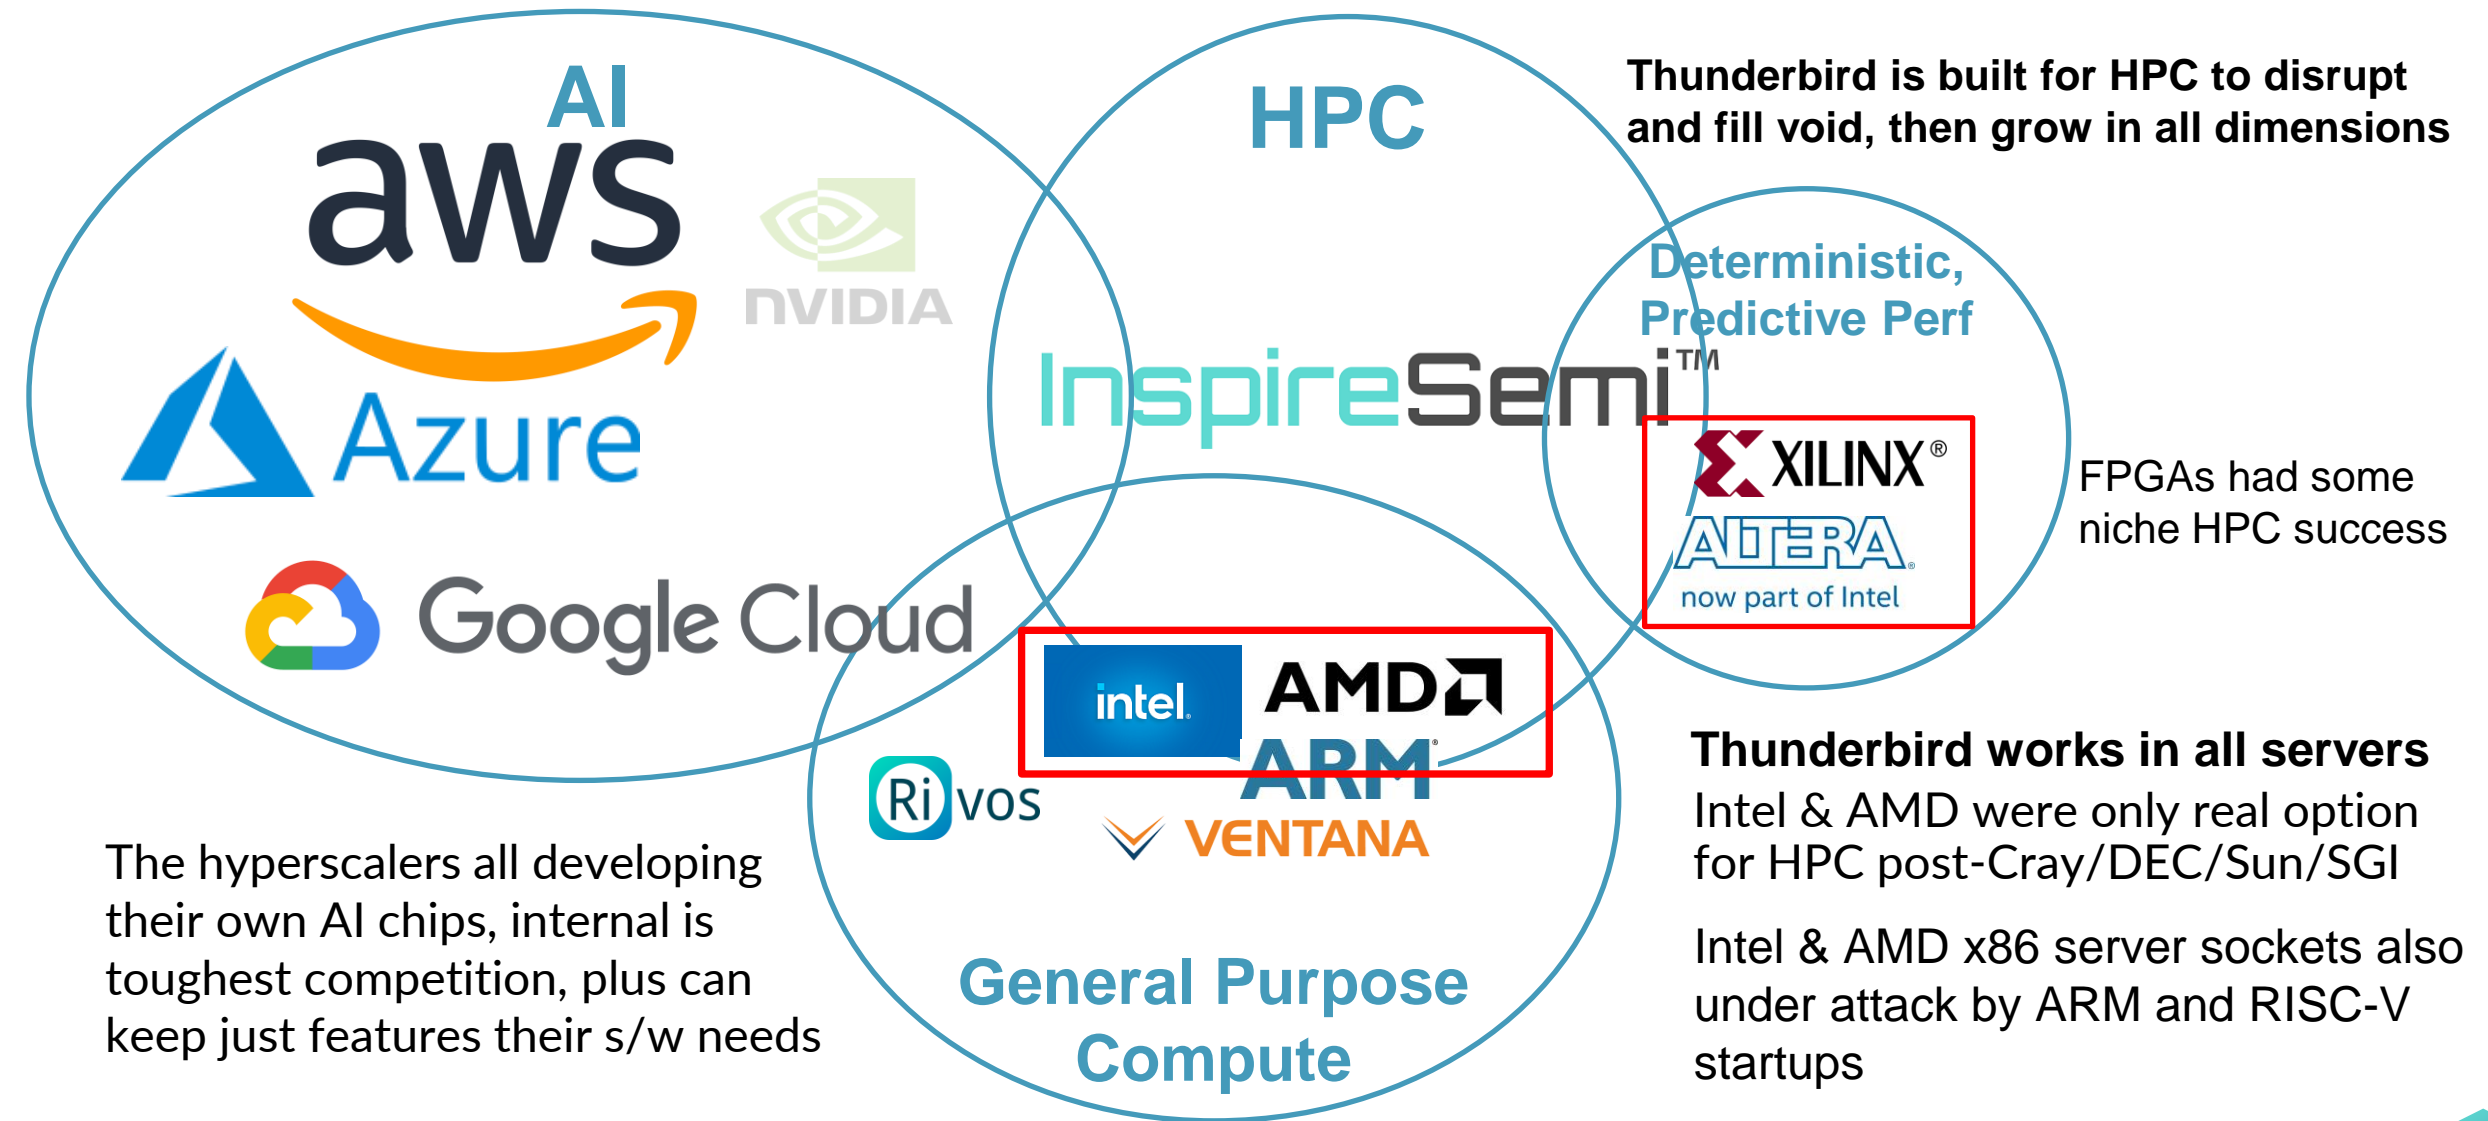 AI
aws
NVIDIA
Azure
Google Cloud
HPC
Thunderbird is built for HPC to disrupt
and fill void, then grow in all dimensions
Deterministic,
Predictive Perf
InspireSemi™
XILINX®
ALTERA®
now part of Intel
FPGAs had some
niche HPC success
intel®
AMD
ARM®
Rivos
VENTANA
General Purpose
Compute
The hyperscalers all developing
their own AI chips, internal is
toughest competition, plus can
keep just features their s/w needs
Thunderbird works in all servers
Intel & AMD were only real option
for HPC post-Cray/DEC/Sun/SGI
Intel & AMD x86 server sockets also
under attack by ARM and RISC-V
startups